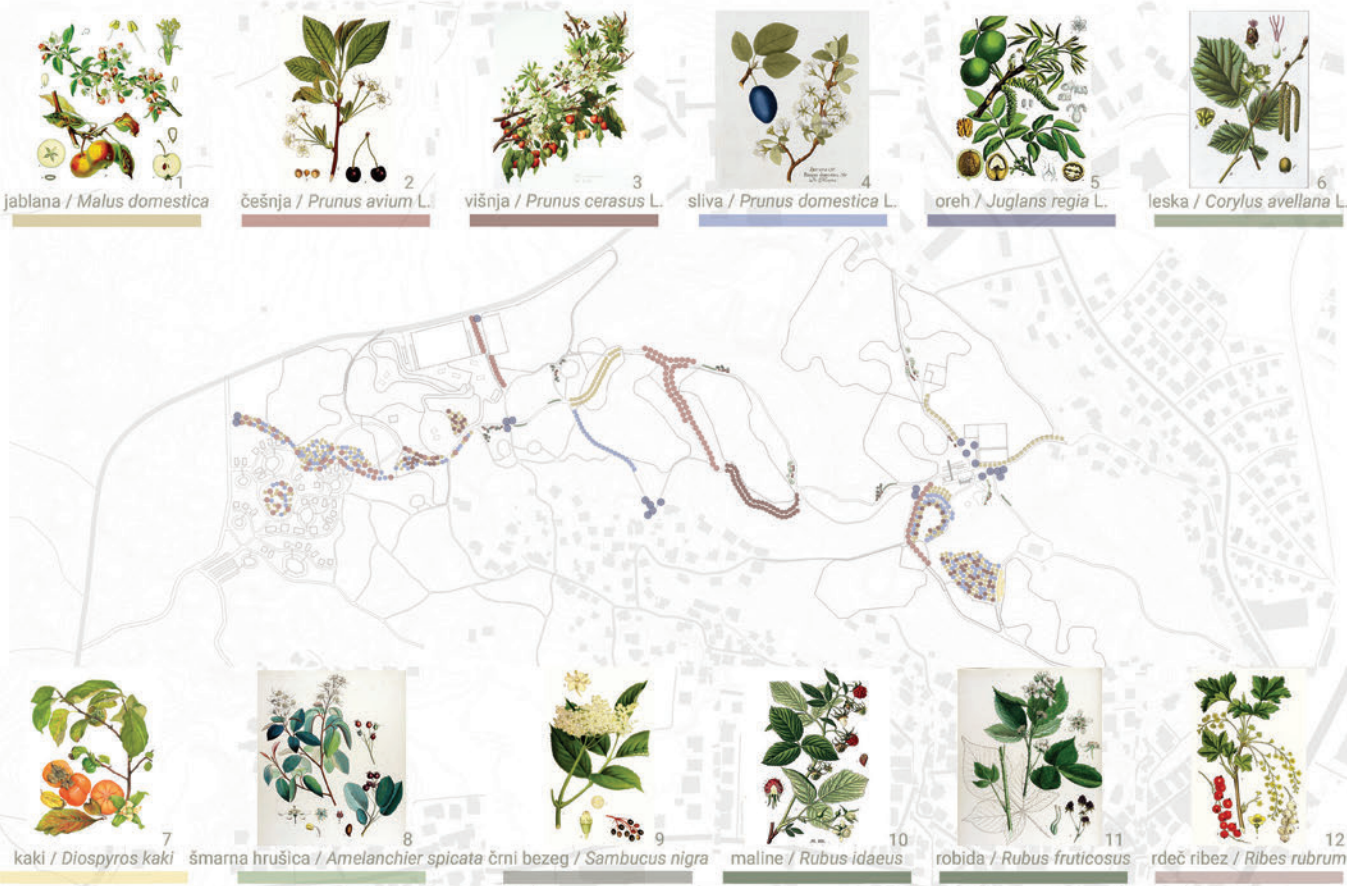 1
jablana / Malus domestica
2
češnja / Prunus avium L.
3
višnja / Prunus cerasus L.
4
sliva / Prunus domestica L.
5
oreh / Juglans regia L.
6
leska / Corylus avellana L.
7
kaki / Diospyros kaki
8
šmarna hrušica / Amelanchier spicata
9
črni bezeg / Sambucus nigra
10
maline / Rubus idaeus
11
robida / Rubus fruticosus
12
rdeč ribez / Ribes rubrum